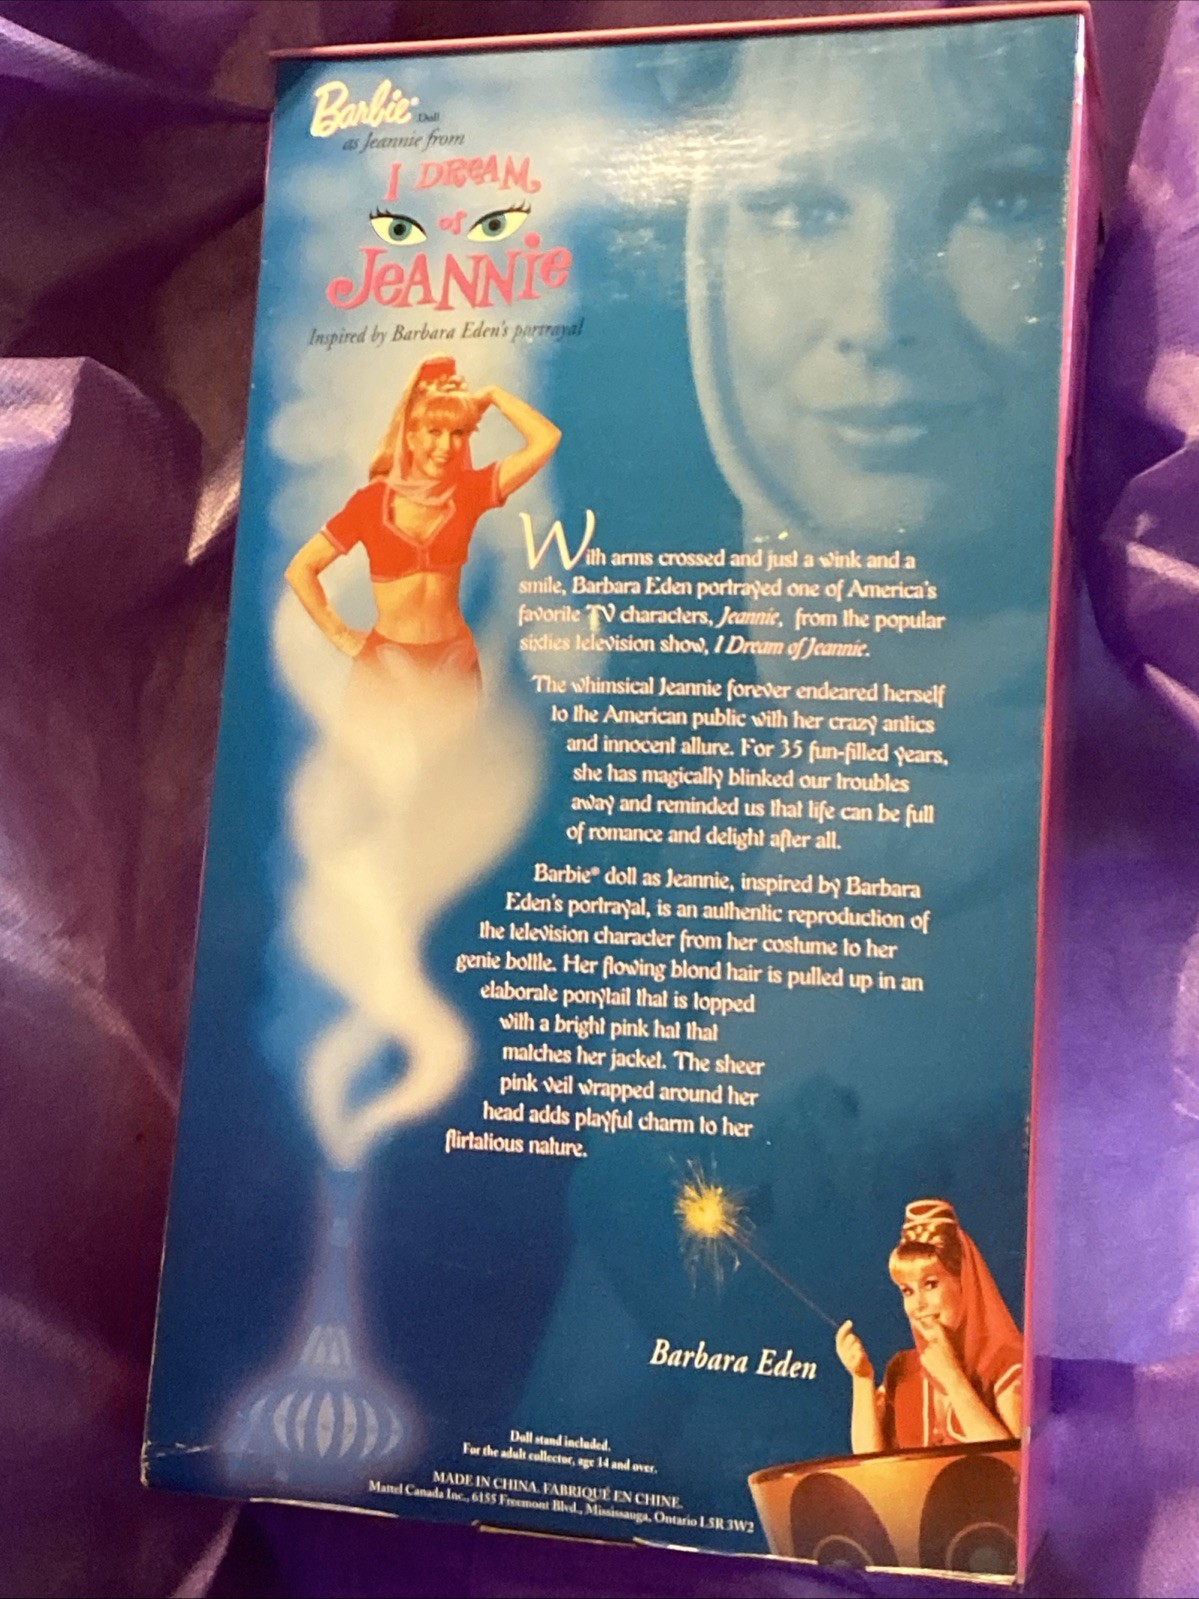 Barbie® Doll
as Jeannie from
I DREAM
of
JEANNIE
Inspired by Barbara Eden's portrayal
With arms crossed and just a wink and a
smile, Barbara Eden portrayed one of America's
favorite TV characters, Jeannie, from the popular
sixties television show, I Dream of Jeannie.
The whimsical Jeannie forever endeared herself
to the American public with her crazy antics
and innocent allure. For 35 fun-filled years,
she has magically blinked our troubles
away and reminded us that life can be full
of romance and delight after all.
Barbie® doll as Jeannie, inspired by Barbara
Eden's portrayal, is an authentic reproduction of
the television character from her costume to her
genie bottle. Her flowing blond hair is pulled up in an
elaborate ponytail that is topped
with a bright pink hat that
matches her jacket. The sheer
pink veil wrapped around her
head adds playful charm to her
flirtatious nature.
Barbara Eden
Doll stand included.
For the adult collector, age 14 and over.
MADE IN CHINA. FABRIQUÉ EN CHINE.
Mattel Canada Inc., 6155 Freemont Blvd., Mississauga, Ontario L5R 3W2